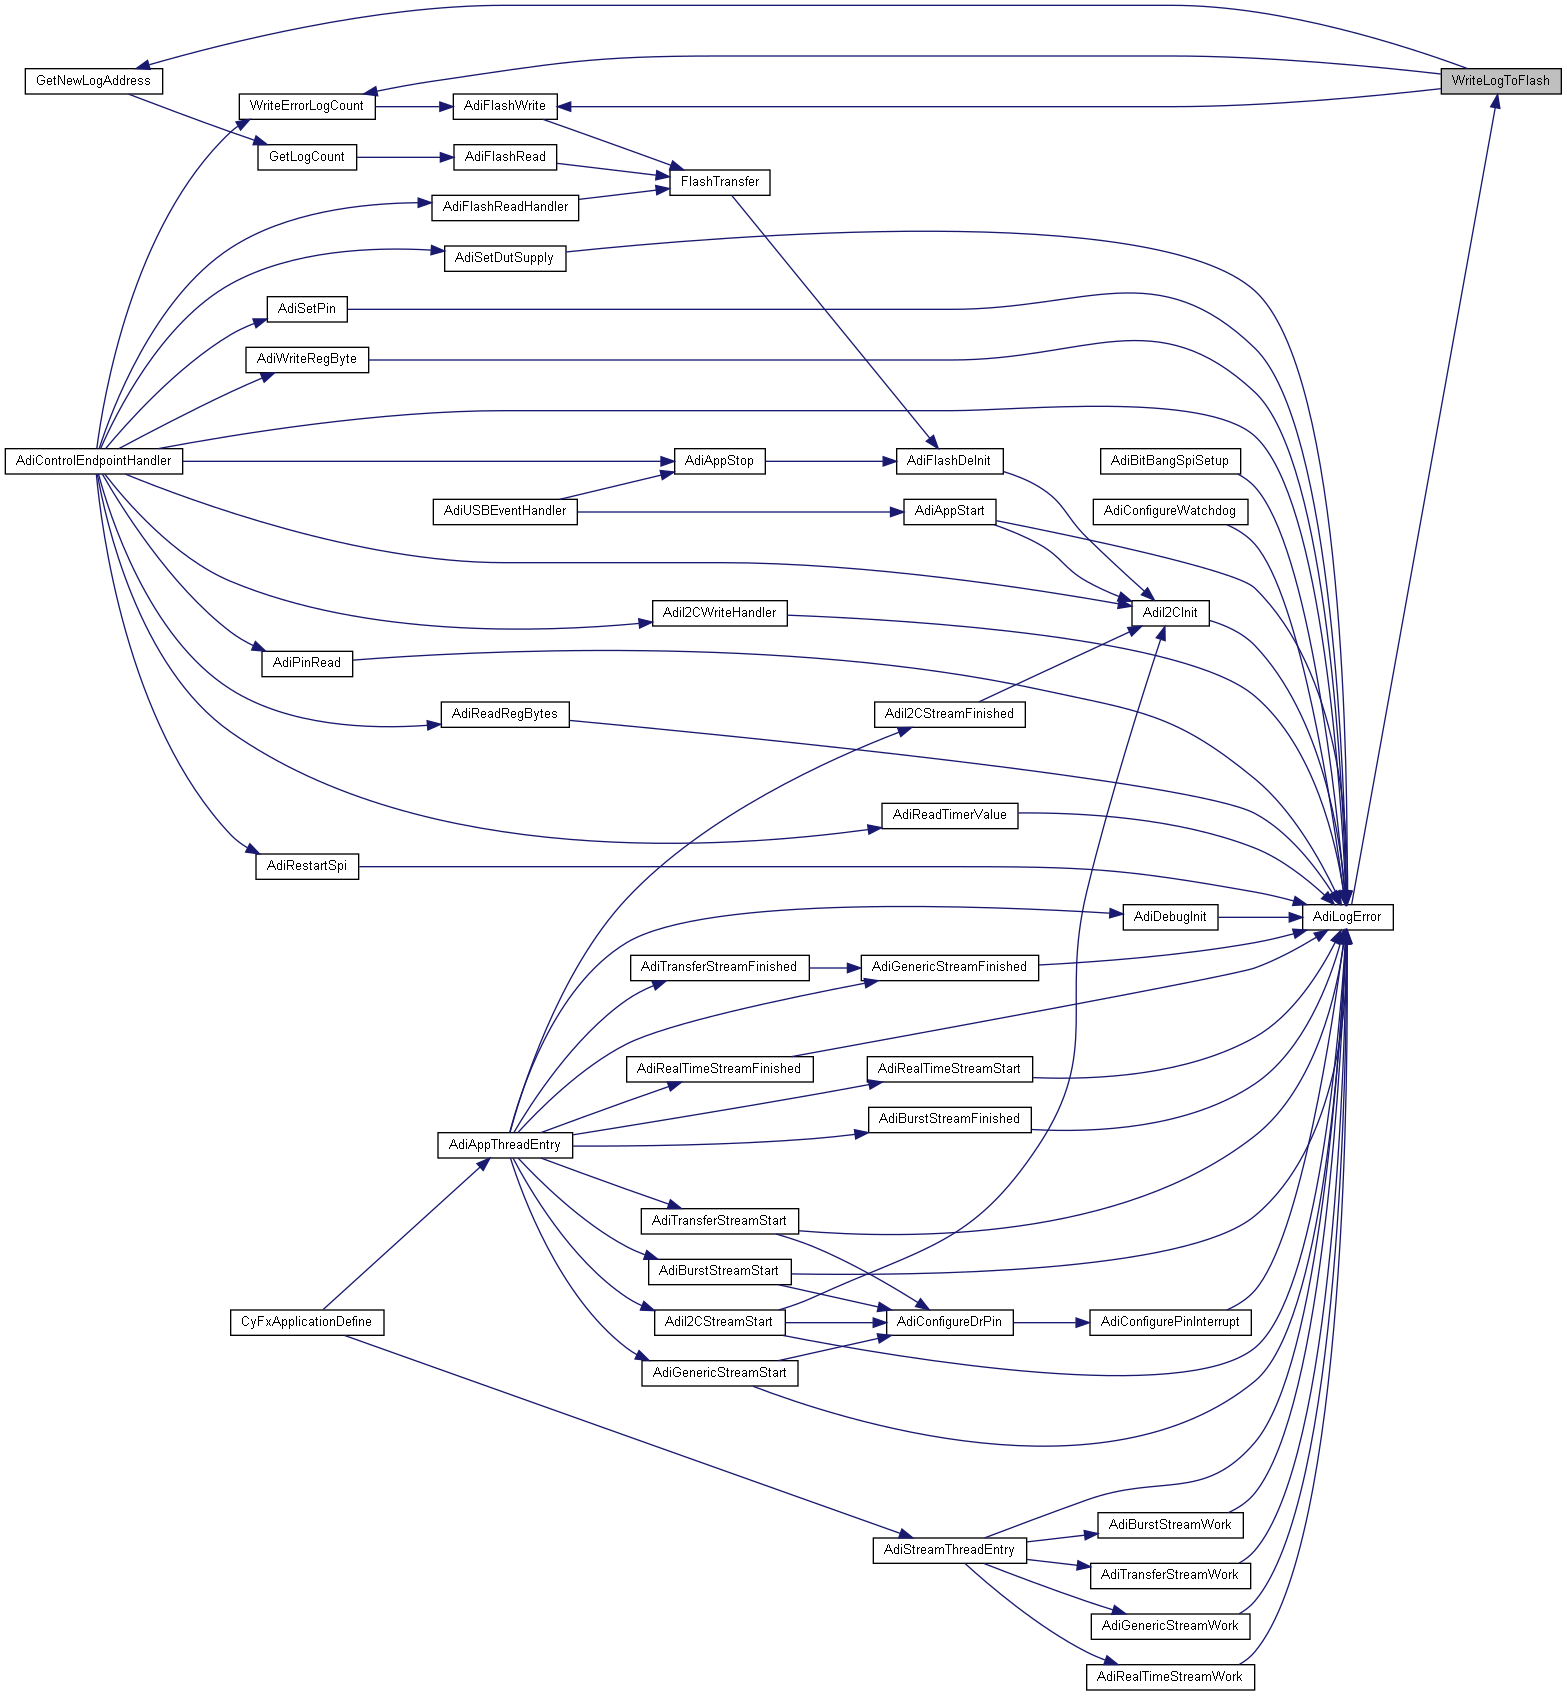 GetNewLogAddress
WriteLogToFlash
WriteErrorLogCount
AdiFlashWrite
GetLogCount
AdiFlashRead
FlashTransfer
AdiFlashReadHandler
AdiSetDutSupply
AdiSetPin
AdiWriteRegByte
AdiControlEndpointHandler
AdiAppStop
AdiFlashDeInit
AdiBitBangSpiSetup
AdiUSBEventHandler
AdiAppStart
AdiConfigureWatchdog
AdiI2CWriteHandler
AdiI2CInit
AdiPinRead
AdiReadRegBytes
AdiI2CStreamFinished
AdiReadTimerValue
AdiRestartSpi
AdiDebugInit
AdiLogError
AdiTransferStreamFinished
AdiGenericStreamFinished
AdiRealTimeStreamFinished
AdiRealTimeStreamStart
AdiBurstStreamFinished
AdiAppThreadEntry
AdiTransferStreamStart
AdiBurstStreamStart
CyFxApplicationDefine
AdiI2CStreamStart
AdiConfigureDrPin
AdiConfigurePinInterrupt
AdiGenericStreamStart
AdiBurstStreamWork
AdiStreamThreadEntry
AdiTransferStreamWork
AdiGenericStreamWork
AdiRealTimeStreamWork